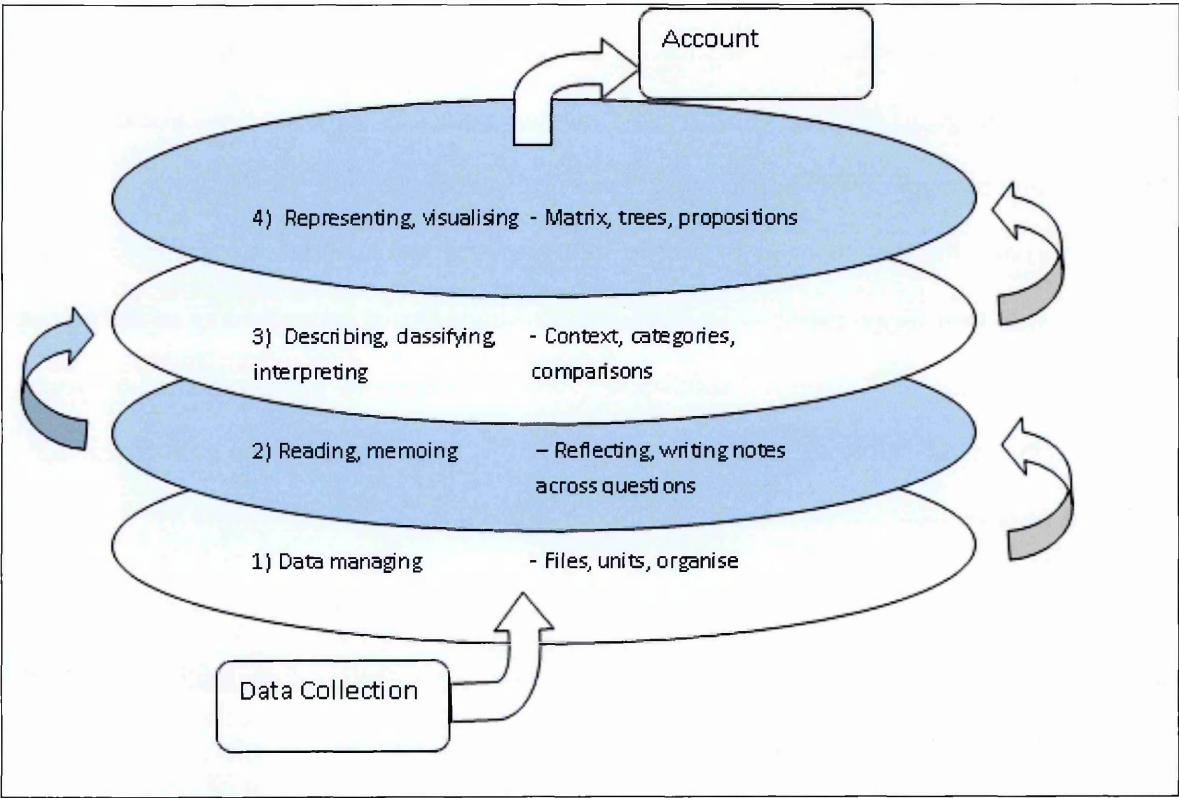 Account
4) Representing, visualising - Matrix, trees, propositions
3) Describing, classifying, - Context, categories,
interpreting comparisons
2) Reading, memoing – Reflecting, writing notes
across questions
1) Data managing - Files, units, organise
Data Collection